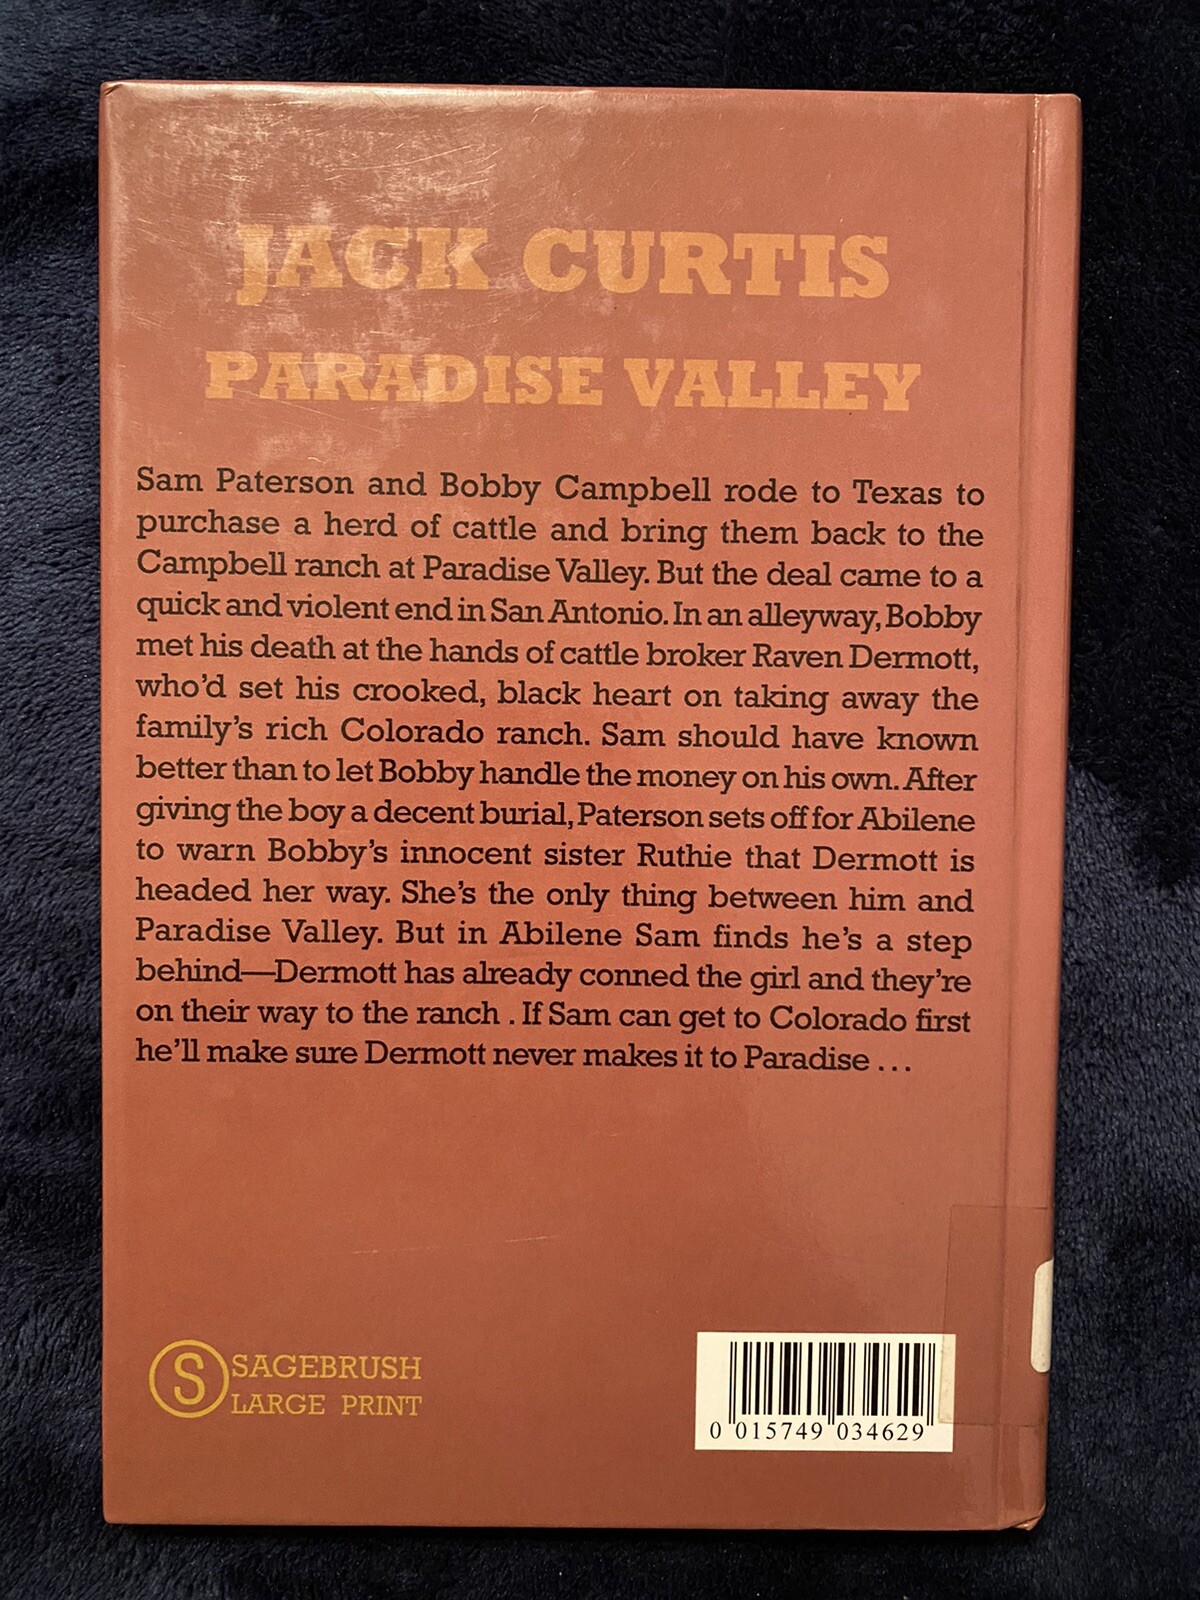 JACK CURTIS
PARADISE VALLEY
Sam Paterson and Bobby Campbell rode to Texas to
purchase a herd of cattle and bring them back to the
Campbell ranch at Paradise Valley. But the deal came to a
quick and violent end in San Antonio. In an alleyway, Bobby
met his death at the hands of cattle broker Raven Dermott,
who'd set his crooked, black heart on taking away the
family's rich Colorado ranch. Sam should have known
better than to let Bobby handle the money on his own. After
giving the boy a decent burial, Paterson sets off for Abilene
to warn Bobby's innocent sister Ruthie that Dermott is
headed her way. She's the only thing between him and
Paradise Valley. But in Abilene Sam finds he's a step
behind—Dermott has already conned the girl and they're
on their way to the ranch . If Sam can get to Colorado first
he'll make sure Dermott never makes it to Paradise . . .
S SAGEBRUSH
LARGE PRINT
0 015749 034629